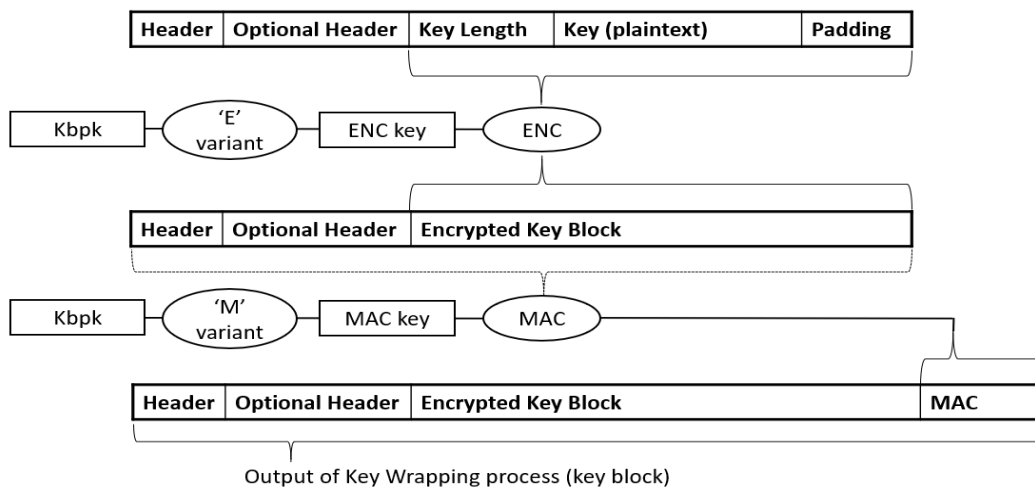 Header Optional Header Key Length Key (plaintext) Padding
Kbpk ‘E’ variant ENC key ENC
Header Optional Header Encrypted Key Block
Kbpk ‘M’ variant MAC key MAC
Header Optional Header Encrypted Key Block MAC
Output of Key Wrapping process (key block)